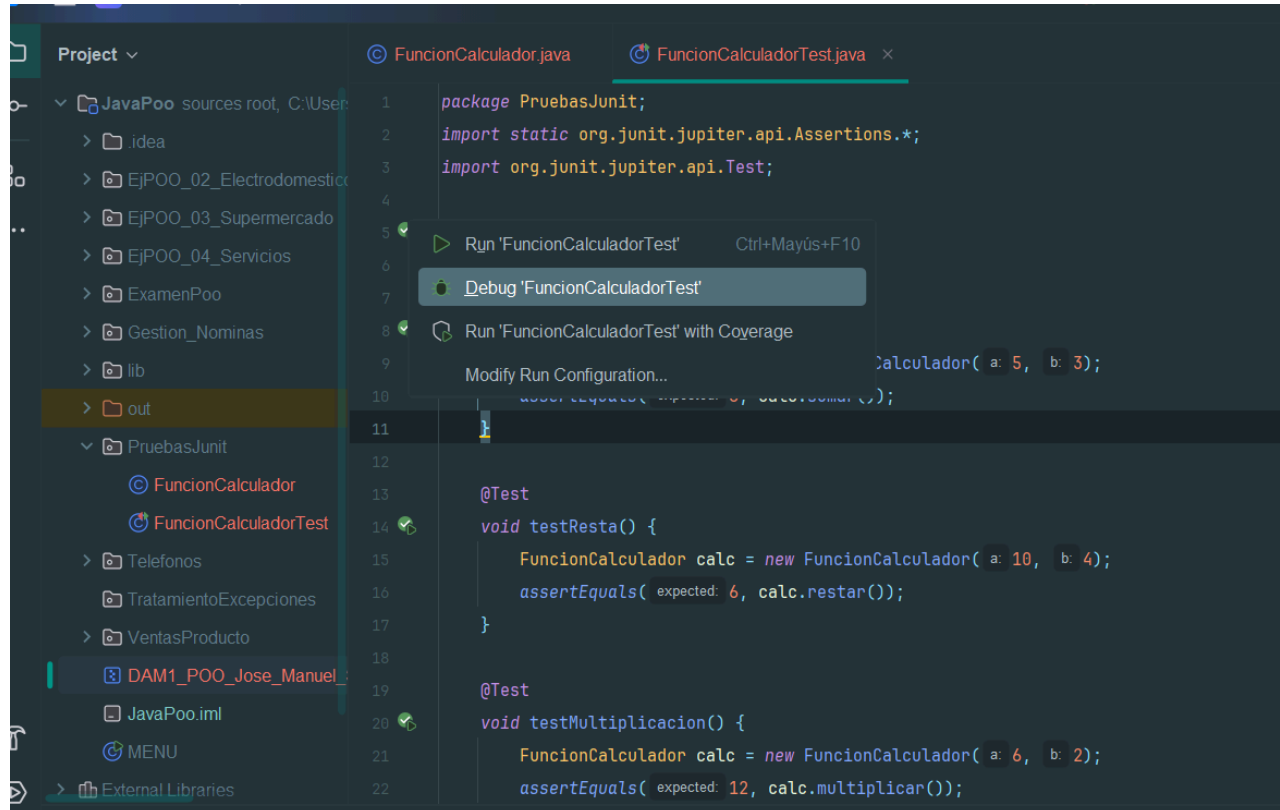 Project
FuncionCalculador.java
FuncionCalculadorTest.java
JavaPoo sources root, C:\User
.idea
EjPOO_02_Electrodomestico
EjPOO_03_Supermercado
EjPOO_04_Servicios
ExamenPoo
Gestion_Nominas
lib
out
PruebasJunit
FuncionCalculador
FuncionCalculadorTest
Telefonos
TratamientoExcepciones
VentasProducto
DAM1_POO_Jose_Manuel_
JavaPoo.iml
MENU
External Libraries
1 package PruebasJunit;
2 import static org.junit.jupiter.api.Assertions.*;
3 import org.junit.jupiter.api.Test;
4
5
6
7
8
9 Calculador( a: 5, b: 3);
10
11 }
12
13 @Test
14 void testResta() {
15 FuncionCalculador calc = new FuncionCalculador( a: 10, b: 4);
16 assertEquals( expected: 6, calc.restar());
17 }
18
19 @Test
20 void testMultiplicacion() {
21 FuncionCalculador calc = new FuncionCalculador( a: 6, b: 2);
22 assertEquals( expected: 12, calc.multiplicar());
Run 'FuncionCalculadorTest' Ctrl+Mayús+F10
Debug 'FuncionCalculadorTest'
Run 'FuncionCalculadorTest' with Coverage
Modify Run Configuration...